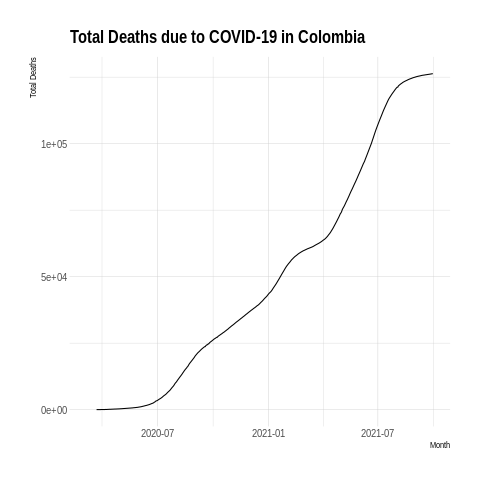 Total Deaths due to COVID-19 in Colombia
Total Deaths
1e+05
5e+04
0e+00
2020-07 2021-01 2021-07
Month